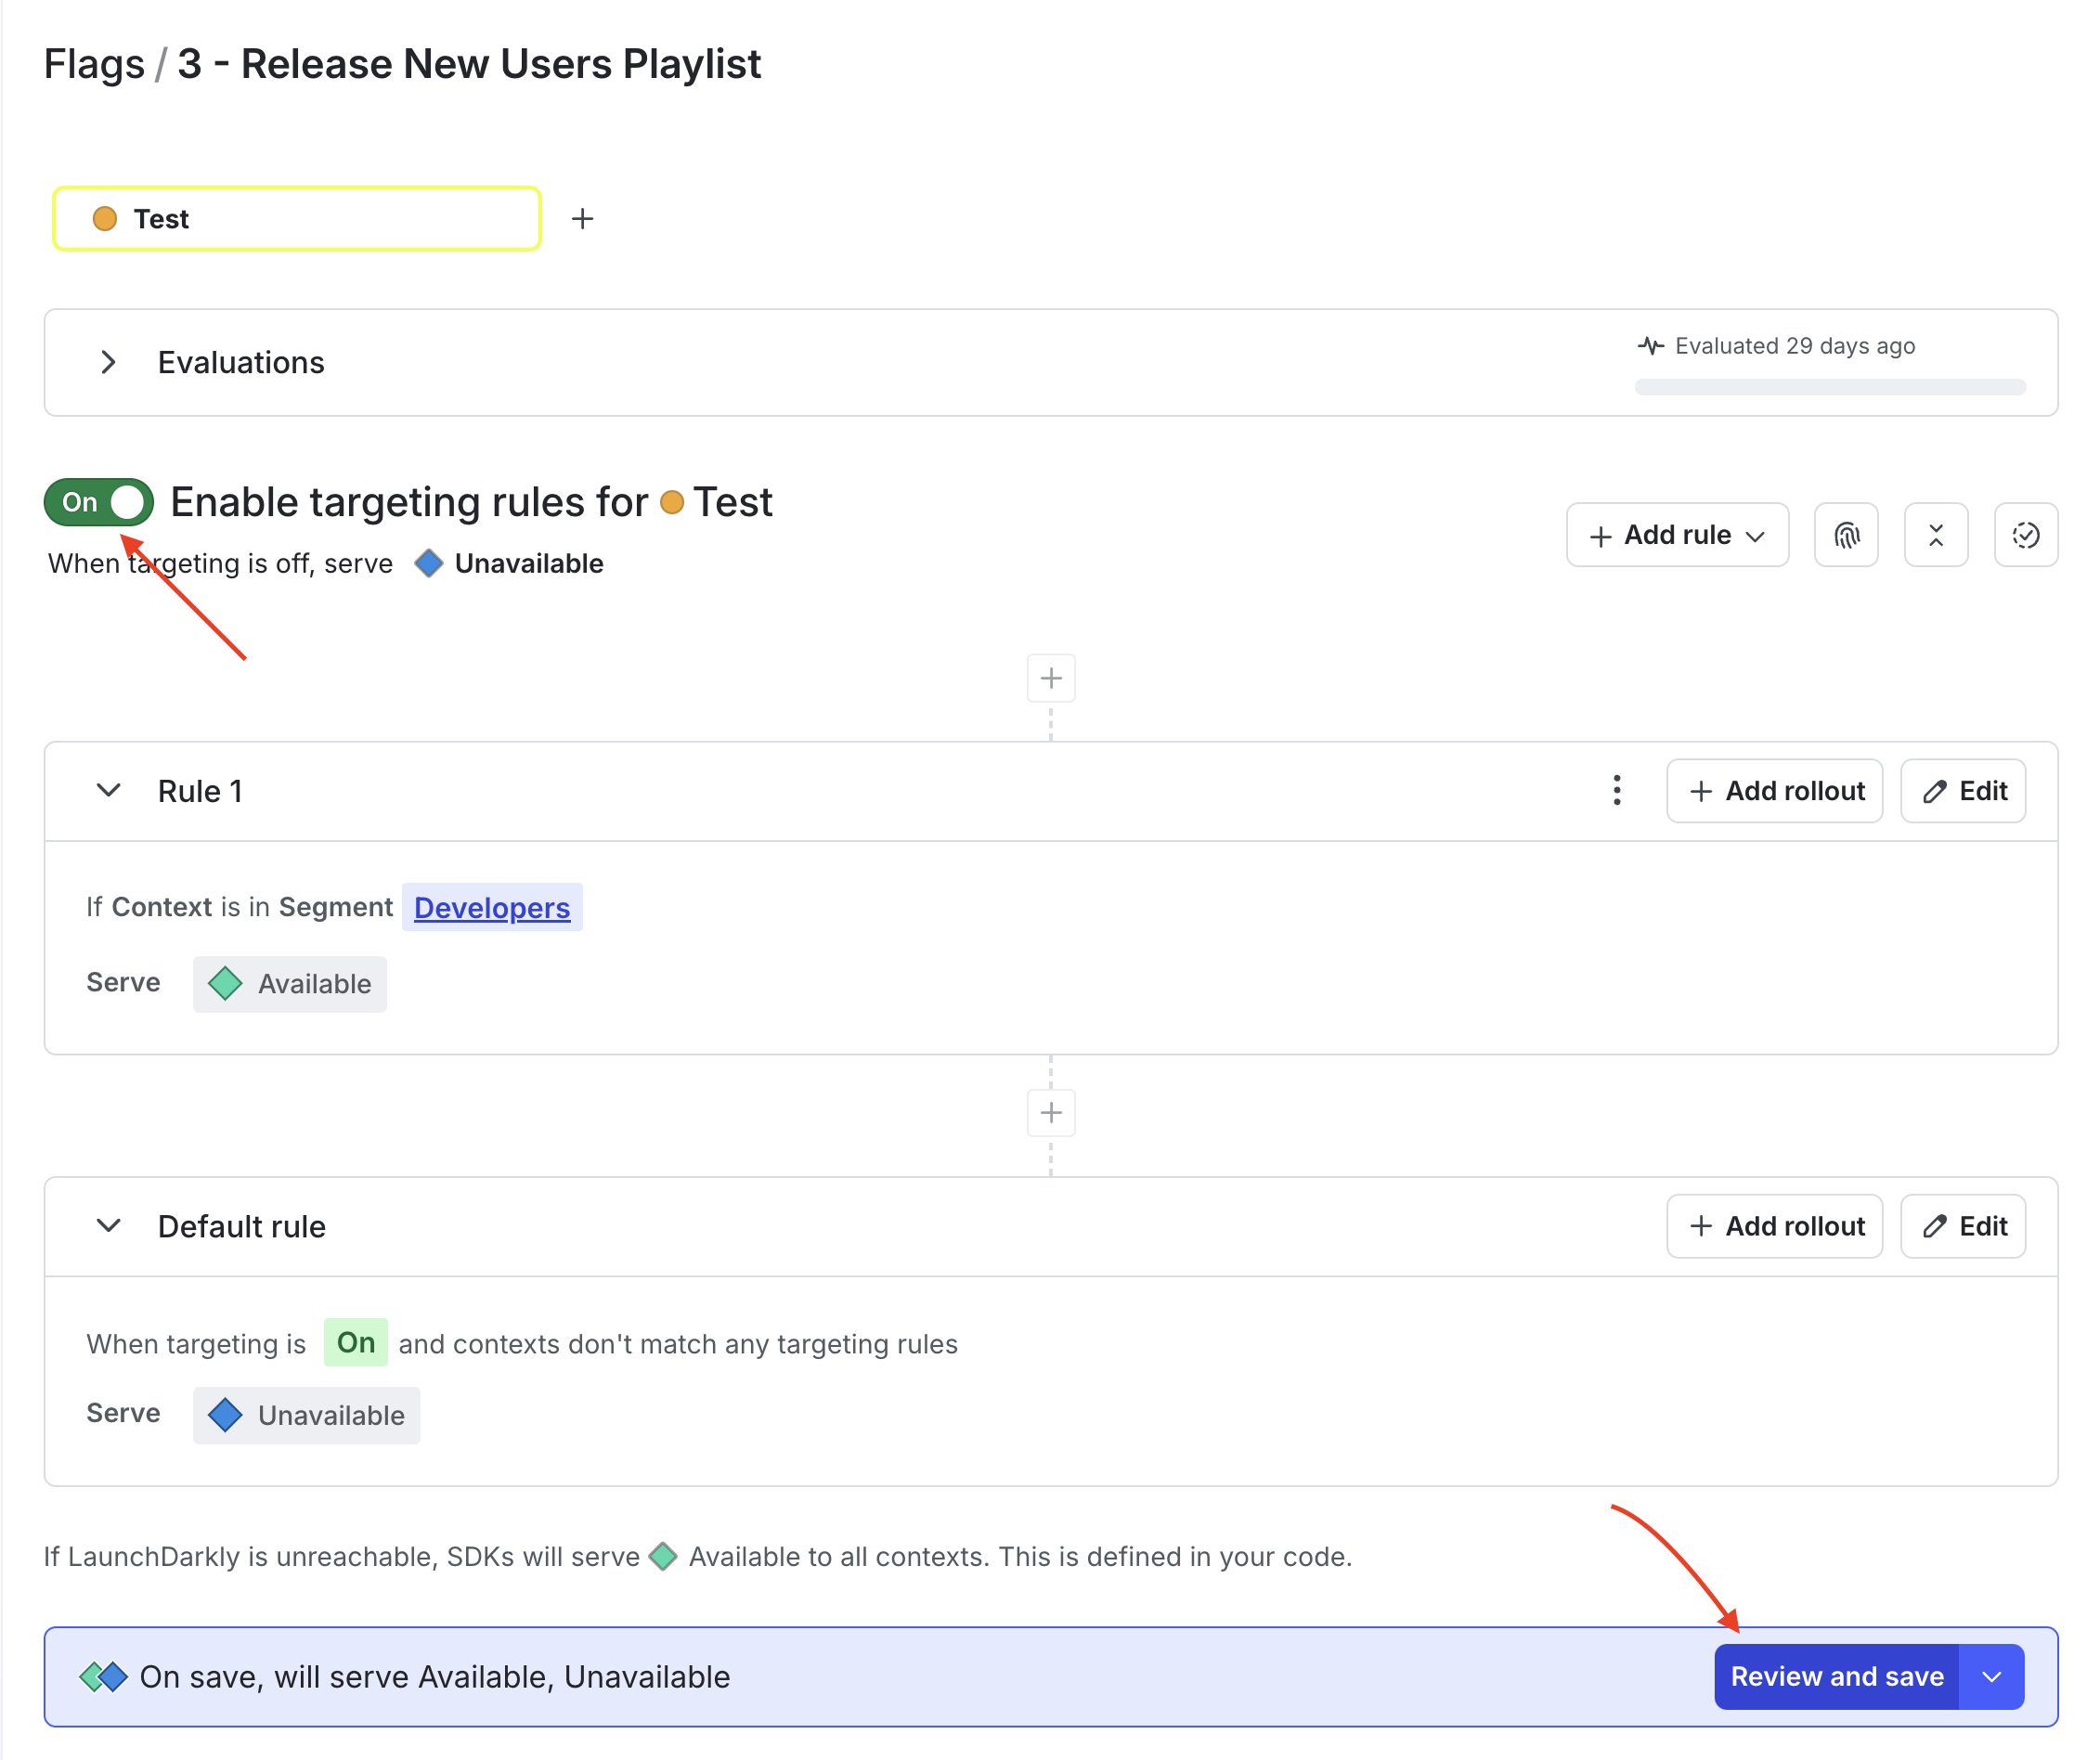 Flags / 3 - Release New Users Playlist
Test
Evaluations
Evaluated 29 days ago
On Enable targeting rules for Test
When targeting is off, serve Unavailable
Add rule
Rule 1
Add rollout
Edit
If Context is in Segment Developers
Serve Available
Default rule
Add rollout
Edit
When targeting is On and contexts don't match any targeting rules
Serve Unavailable
If LaunchDarkly is unreachable, SDKs will serve Available to all contexts. This is defined in your code.
On save, will serve Available, Unavailable
Review and save